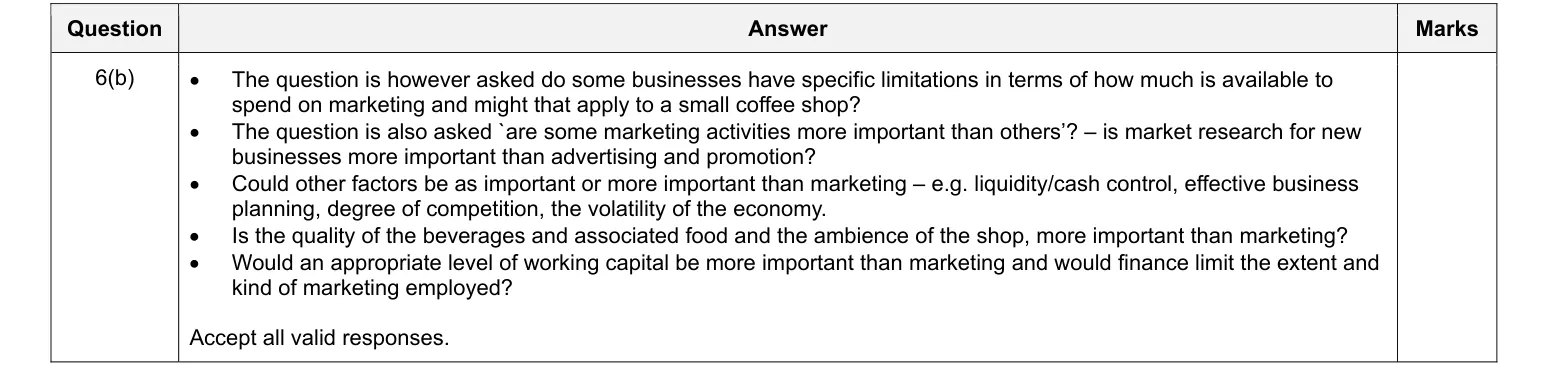 Question Answer Marks
6(b)
• The question is however asked do some businesses have specific limitations in terms of how much is available to
spend on marketing and might that apply to a small coffee shop?
• The question is also asked `are some marketing activities more important than others’? – is market research for new
businesses more important than advertising and promotion?
• Could other factors be as important or more important than marketing – e.g. liquidity/cash control, effective business
planning, degree of competition, the volatility of the economy.
• Is the quality of the beverages and associated food and the ambience of the shop, more important than marketing?
• Would an appropriate level of working capital be more important than marketing and would finance limit the extent and
kind of marketing employed?
Accept all valid responses.